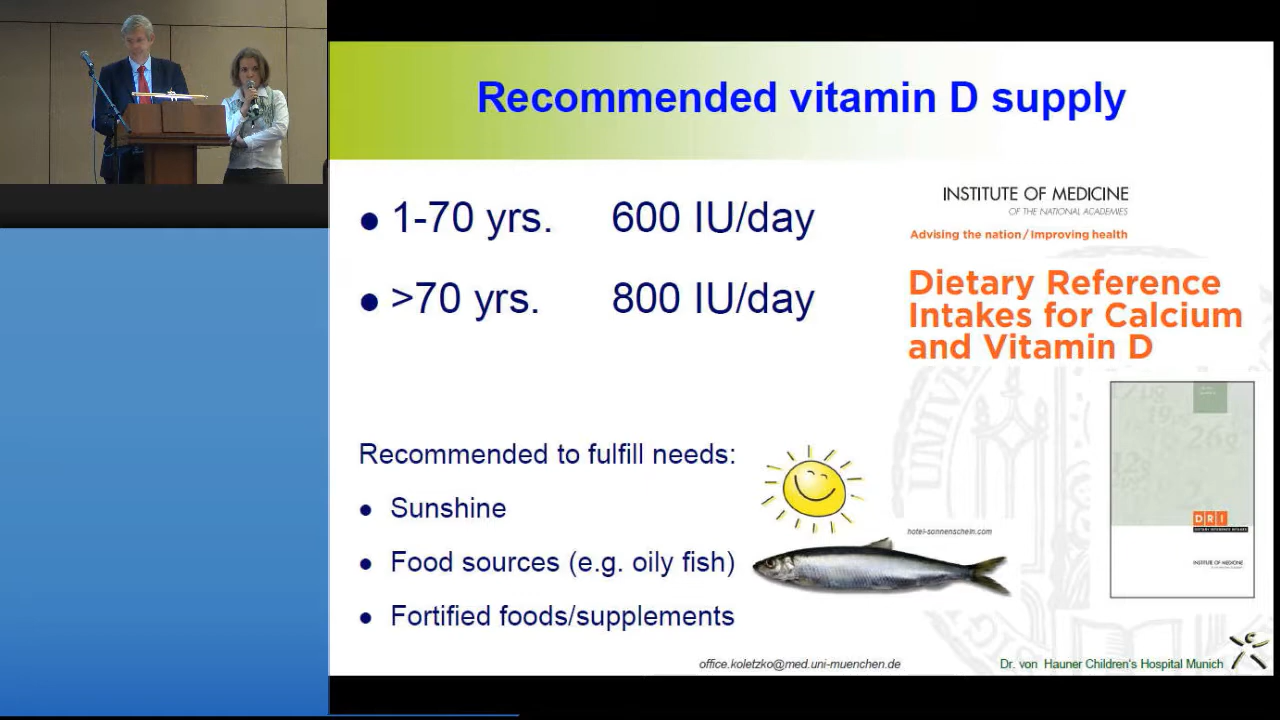 Recommended vitamin D supply
• 1-70 yrs. 600 IU/day
• >70 yrs. 800 IU/day
INSTITUTE OF MEDICINE
OF THE NATIONAL ACADEMIES
Advising the nation / Improving health
Dietary Reference
Intakes for Calcium
and Vitamin D
Recommended to fulfill needs:
• Sunshine
• Food sources (e.g. oily fish)
• Fortified foods/supplements
hotel-sonnenschein.com
DRI
INSTITUTE OF MEDICINE
office.koletzko@med.uni-muenchen.de
Dr. von Hauner Children's Hospital Munich